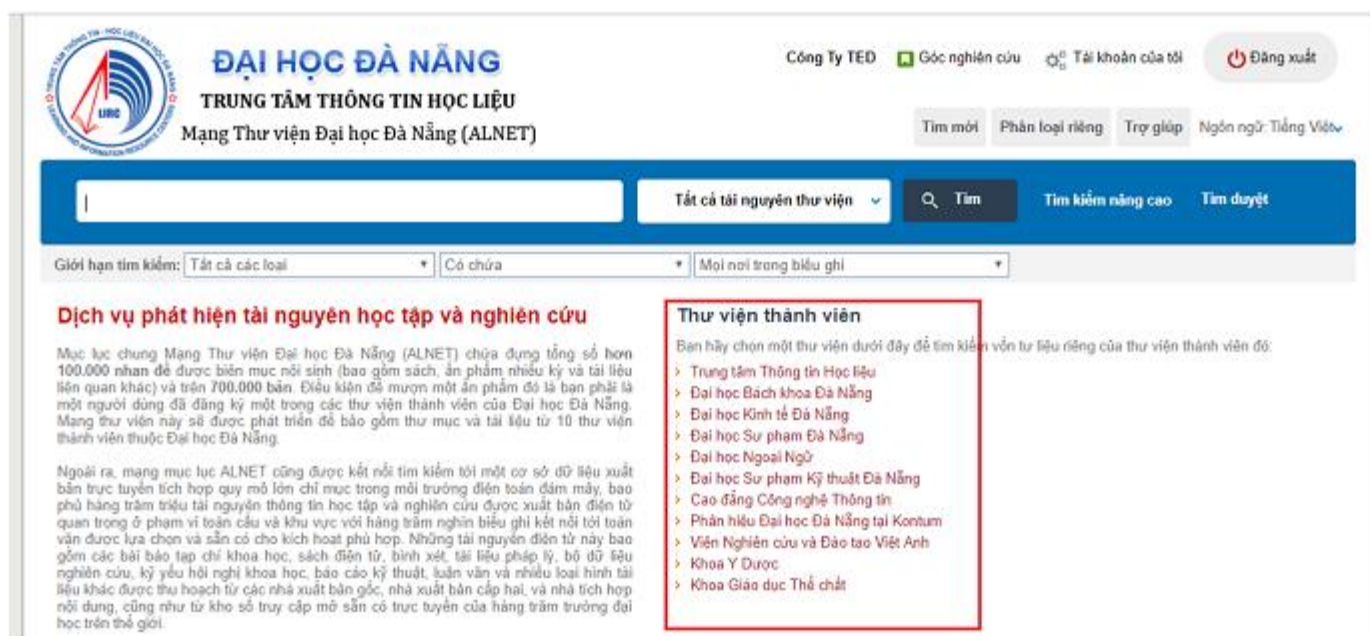 ĐẠI HỌC ĐÀ NẴNG
TRUNG TÂM THÔNG TIN HỌC LIỆU
Mạng Thư viện Đại học Đà Nẵng (ALNET)
LIRC
Công Ty TED Góc nghiên cứu Tài khoản của tôi Đăng xuất
Tìm mới Phân loại riêng Trợ giúp Ngôn ngữ: Tiếng Việt
Tất cả tài nguyên thư viện Tìm Tìm kiếm nâng cao Tìm duyệt
Giới hạn tìm kiếm: Tất cả các loại Có chứa Mọi nơi trong biểu ghi
Dịch vụ phát hiện tài nguyên học tập và nghiên cứu
Mục lục chung Mạng Thư viện Đại học Đà Nẵng (ALNET) chứa đựng tổng số hơn
100.000 nhan đề được biên mục nội sinh (bao gồm sách, ấn phẩm nhiều kỳ và tài liệu
liên quan khác) và trên 700.000 bản. Điều kiện để mượn một ấn phẩm đó là bạn phải là
một người dùng đã đăng ký một trong các thư viện thành viên của Đại học Đà Nẵng.
Mạng thư viện này sẽ được phát triển để bao gồm thư mục và tài liệu từ 10 thư viện
thành viên thuộc Đại học Đà Nẵng.
Ngoài ra, mạng mục lục ALNET cũng được kết nối tìm kiếm tới một cơ sở dữ liệu xuất
bản trực tuyến tích hợp quy mô lớn chỉ mục trong môi trường điện toán đám mây, bao
phủ hàng trăm triệu tài nguyên thông tin học tập và nghiên cứu được xuất bản điện tử
quan trọng ở phạm vi toàn cầu và khu vực với hàng trăm nghìn biểu ghi kết nối tới toàn
văn được lựa chọn và sẵn có cho kích hoạt phù hợp. Những tài nguyên điện tử này bao
gồm các bài báo tạp chí khoa học, sách điện tử, bình xét, tài liệu pháp lý, bộ dữ liệu
nghiên cứu, kỷ yếu hội nghị khoa học, báo cáo kỹ thuật, luận văn và nhiều loại hình tài
liệu khác được thu hoạch từ các nhà xuất bản gốc, nhà xuất bản cấp hai, và nhà tích hợp
nội dung, cũng như từ kho số truy cập mở sẵn có trực tuyến của hàng trăm trường đại
học trên thế giới.
Thư viện thành viên
Bạn hãy chọn một thư viện dưới đây để tìm kiếm vốn tư liệu riêng của thư viện thành viên đó:
Trung tâm Thông tin Học liệu
Đại học Bách khoa Đà Nẵng
Đại học Kinh tế Đà Nẵng
Đại học Sư phạm Đà Nẵng
Đại học Ngoại Ngữ
Đại học Sư phạm Kỹ thuật Đà Nẵng
Cao đẳng Công nghệ Thông tin
Phân hiệu Đại học Đà Nẵng tại Kontum
Viện Nghiên cứu và Đào tạo Việt Anh
Khoa Y Dược
Khoa Giáo dục Thể chất